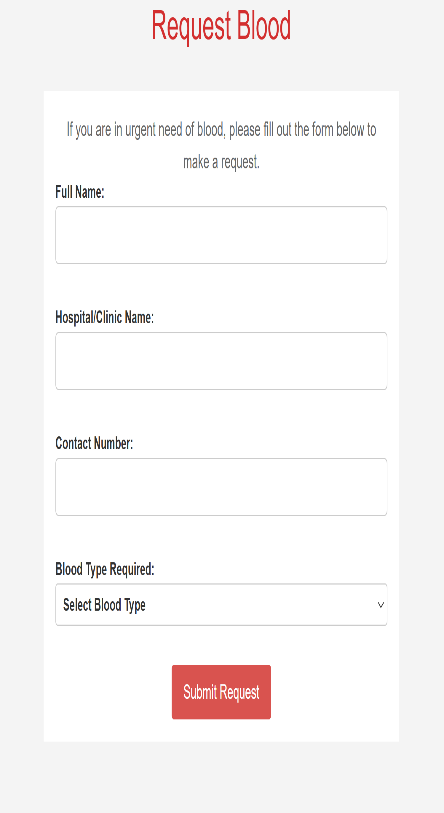 Request Blood
If you are in urgent need of blood, please fill out the form below to
make a request.
Full Name:
Hospital/Clinic Name:
Contact Number:
Blood Type Required:
Select Blood Type
Submit Request